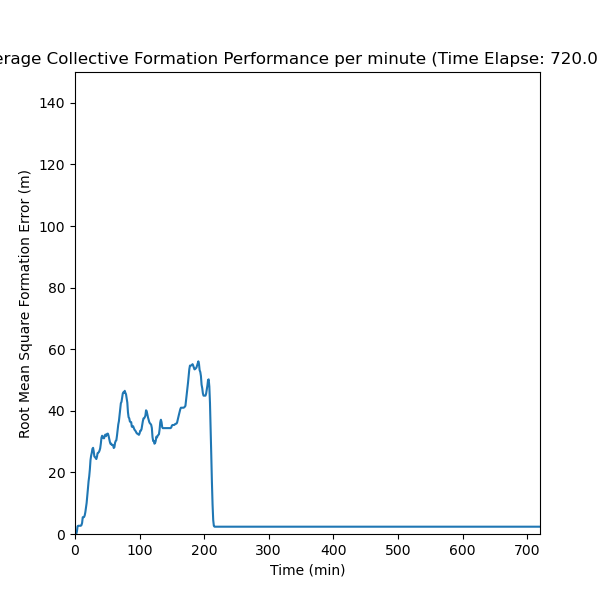 erage Collective Formation Performance per minute (Time Elapse: 720.0
140
120
100
80
60
40
20
0
Root Mean Square Formation Error (m)
0 100 200 300 400 500 600 700
Time (min)